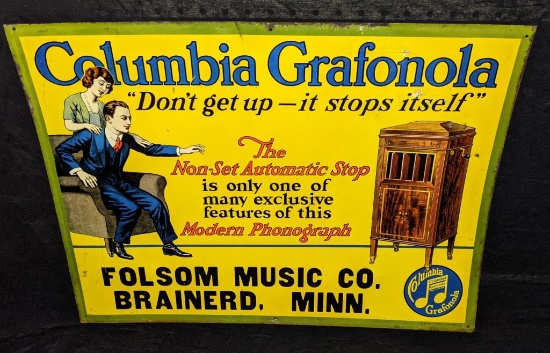 Columbia Grafonola
"Don't get up — it stops itself"
The
Non-Set Automatic Stop
is only one of
many exclusive
features of this
Modern Phonograph
FOLSOM MUSIC CO.
BRAINERD, MINN.
Columbia
Grafonola